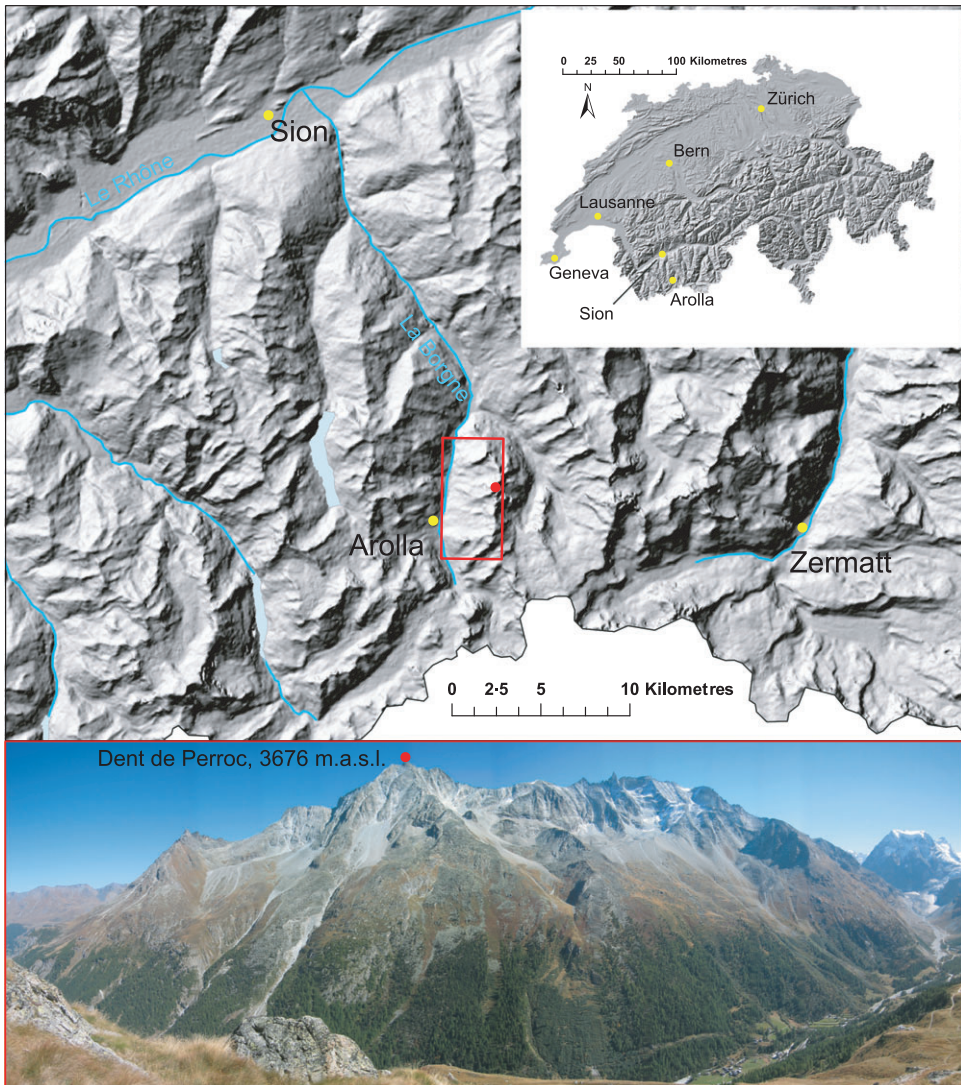 0 25 50 100 Kilometres
N
Zürich
Bern
Lausanne
Geneva
Sion
Arolla
Sion
Le Rhône
La Borgne
Arolla
Zermatt
0 2·5 5 10 Kilometres
Dent de Perroc, 3676 m.a.s.l.